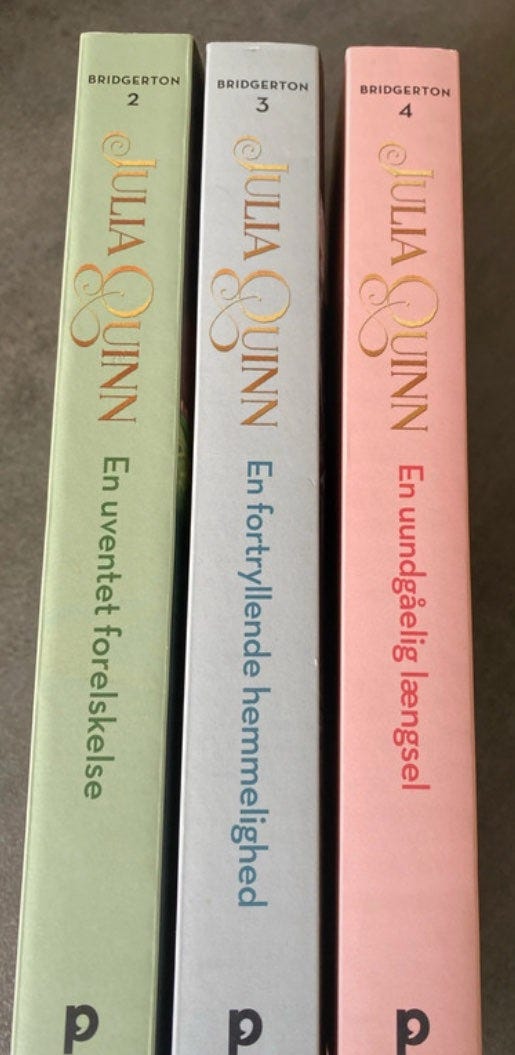 BRIDGERTON
2
JULIA QUINN
En uventet forelskelse
p
BRIDGERTON
3
JULIA QUINN
En fortryllende hemmelighed
p
BRIDGERTON
4
JULIA QUINN
En uundgåelig længsel
p